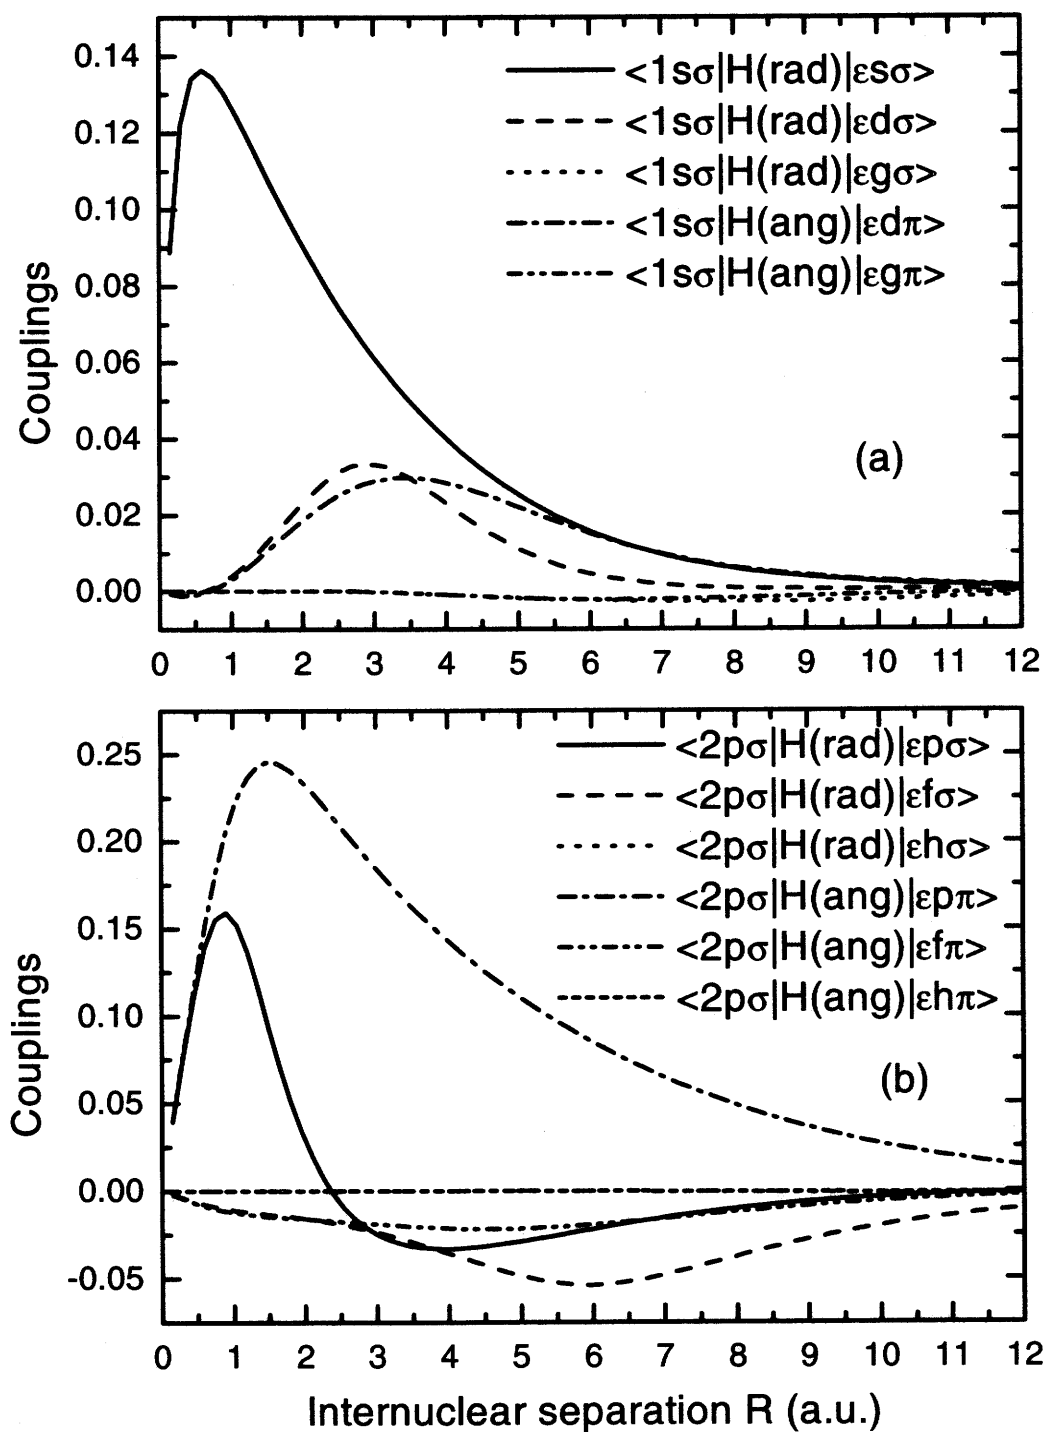 0.14
0.12
0.10
0.08
0.06
0.04
0.02
0.00
Couplings
<1sσ|H(rad)|εsσ>
<1sσ|H(rad)|εdσ>
<1sσ|H(rad)|εgσ>
<1sσ|H(ang)|εdπ>
<1sσ|H(ang)|εgπ>
(a)
0 1 2 3 4 5 6 7 8 9 10 11 12
0.25
0.20
0.15
0.10
0.05
0.00
-0.05
Couplings
<2pσ|H(rad)|εpσ>
<2pσ|H(rad)|εfσ>
<2pσ|H(rad)|εhσ>
<2pσ|H(ang)|εpπ>
<2pσ|H(ang)|εfπ>
<2pσ|H(ang)|εhπ>
(b)
0 1 2 3 4 5 6 7 8 9 10 11 12
Internuclear separation R (a.u.)